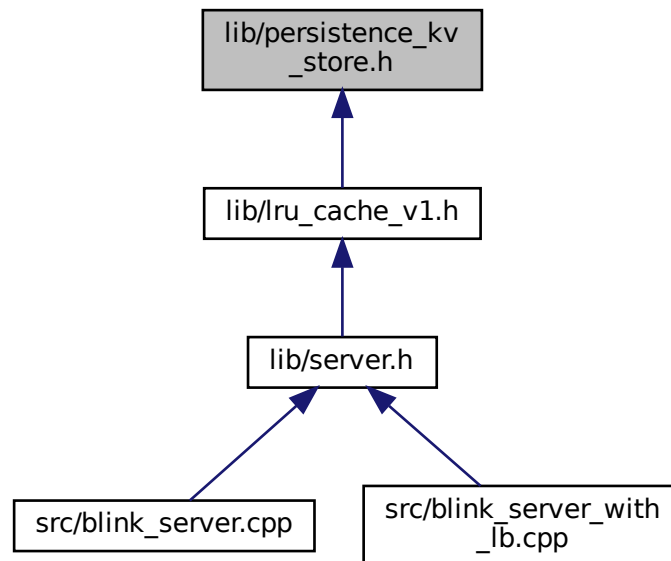 lib/persistence_kv
_store.h
lib/lru_cache_v1.h
lib/server.h
src/blink_server.cpp
src/blink_server_with
_lb.cpp